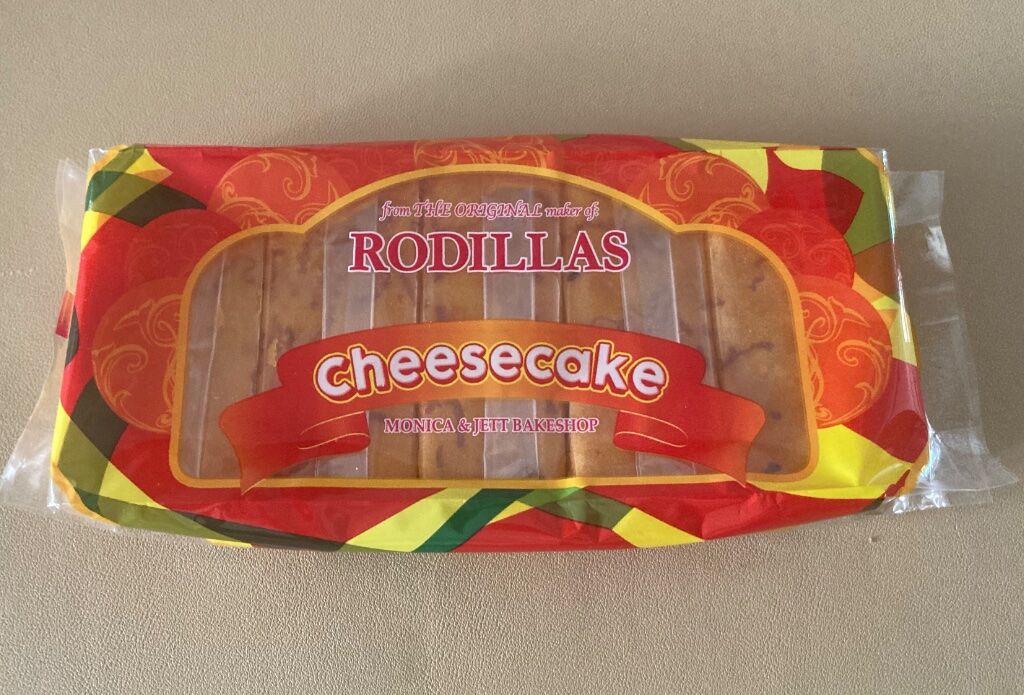 from THE ORIGINAL maker of:
RODILLAS
cheesecake
MONICA & JETT BAKESHOP